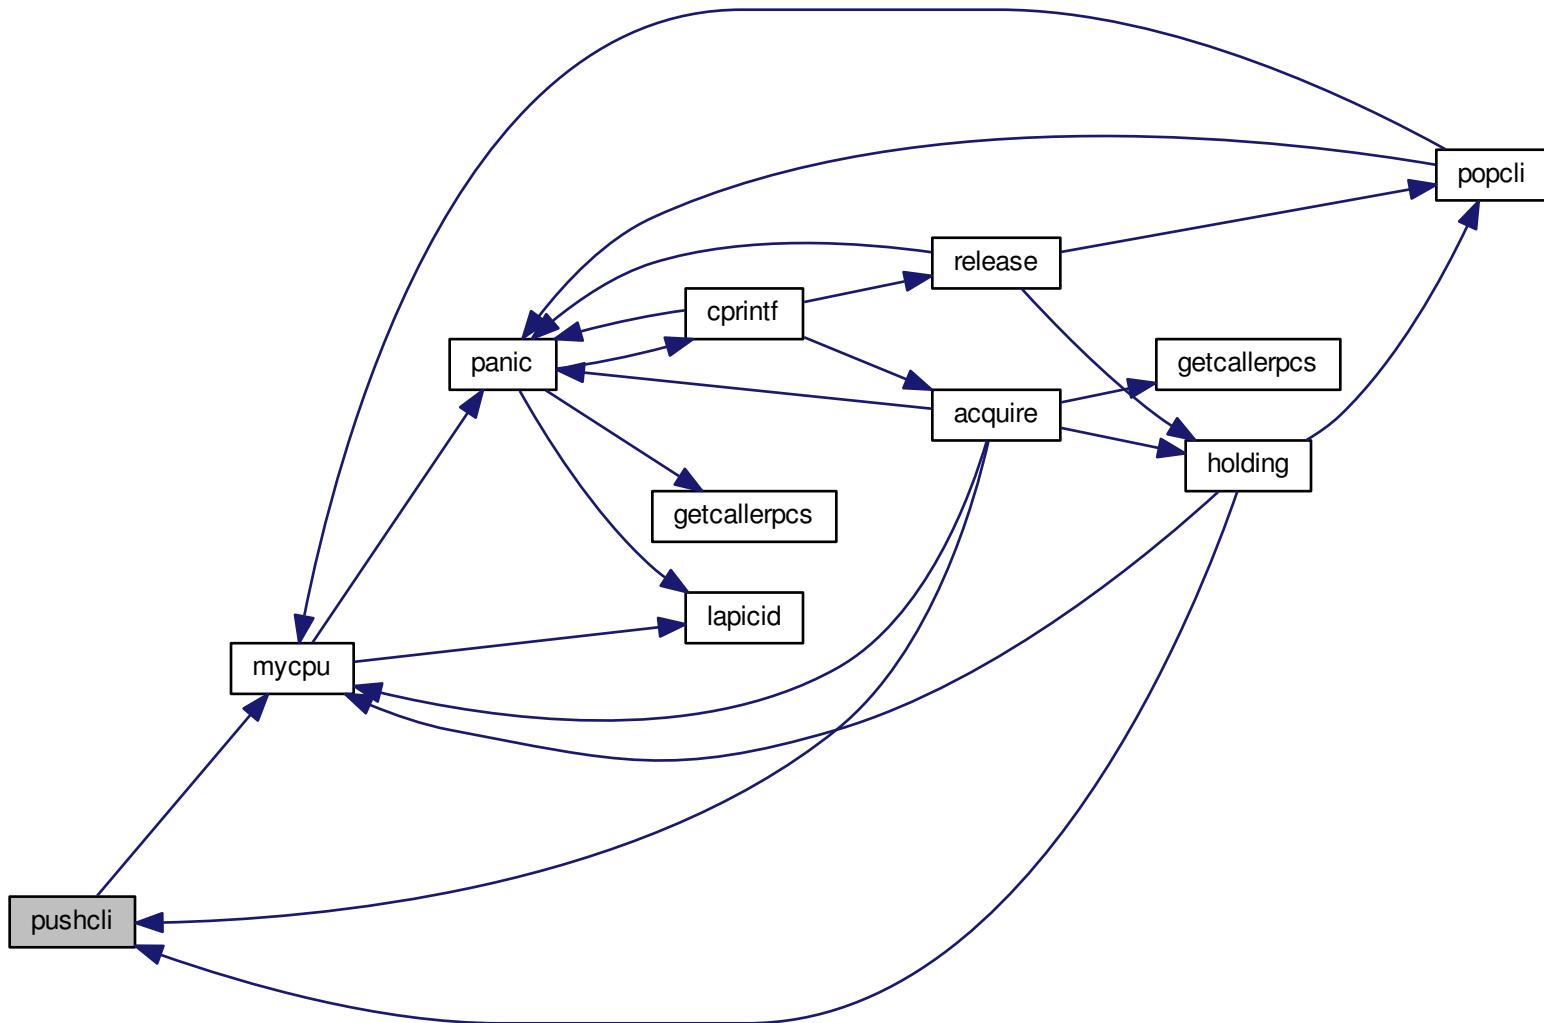 popcli
release
cprintf
panic
getcallerpcs
acquire
holding
getcallerpcs
lapicid
mycpu
pushcli